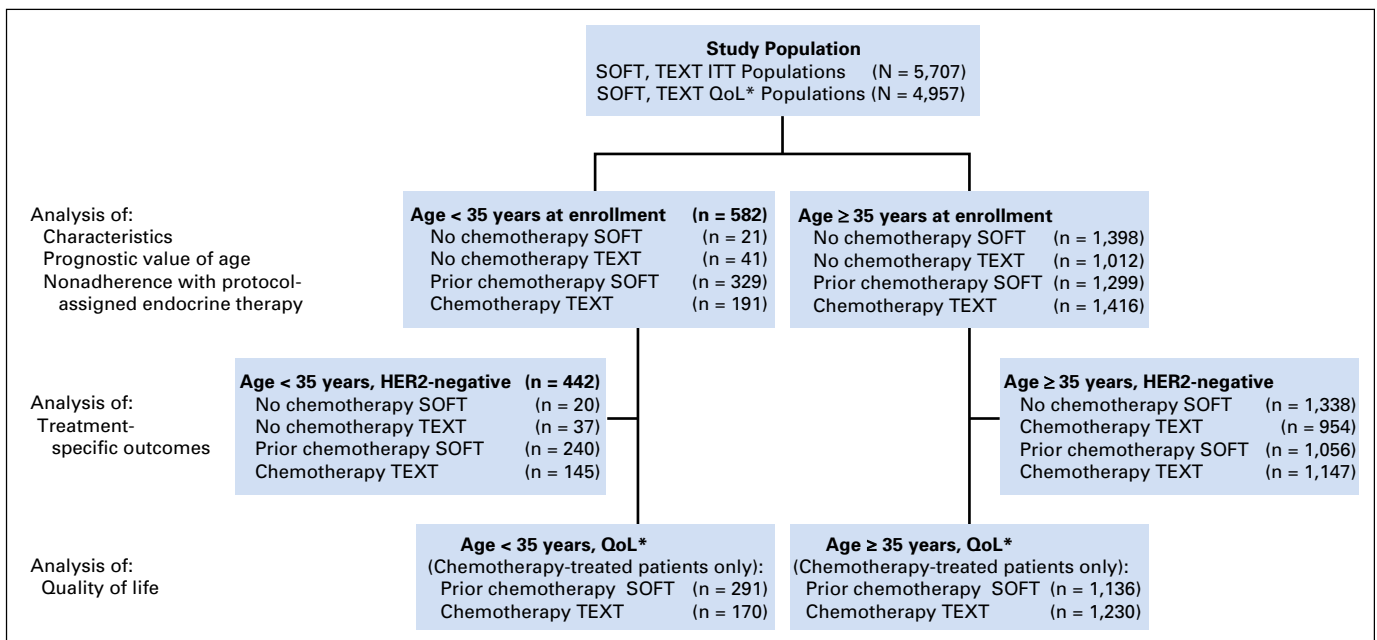 Study Population
SOFT, TEXT ITT Populations (N = 5,707)
SOFT, TEXT QoL* Populations (N = 4,957)
Analysis of:
Characteristics
Prognostic value of age
Nonadherence with protocol-
assigned endocrine therapy
Age < 35 years at enrollment (n = 582)
No chemotherapy SOFT (n = 21)
No chemotherapy TEXT (n = 41)
Prior chemotherapy SOFT (n = 329)
Chemotherapy TEXT (n = 191)
Age ≥ 35 years at enrollment
No chemotherapy SOFT (n = 1,398)
No chemotherapy TEXT (n = 1,012)
Prior chemotherapy SOFT (n = 1,299)
Chemotherapy TEXT (n = 1,416)
Analysis of:
Treatment-
specific outcomes
Age < 35 years, HER2-negative (n = 442)
No chemotherapy SOFT (n = 20)
No chemotherapy TEXT (n = 37)
Prior chemotherapy SOFT (n = 240)
Chemotherapy TEXT (n = 145)
Age ≥ 35 years, HER2-negative
No chemotherapy SOFT (n = 1,338)
Chemotherapy TEXT (n = 954)
Prior chemotherapy SOFT (n = 1,056)
Chemotherapy TEXT (n = 1,147)
Analysis of:
Quality of life
Age < 35 years, QoL*
(Chemotherapy-treated patients only):
Prior chemotherapy SOFT (n = 291)
Chemotherapy TEXT (n = 170)
Age ≥ 35 years, QoL*
(Chemotherapy-treated patients only):
Prior chemotherapy SOFT (n = 1,136)
Chemotherapy TEXT (n = 1,230)